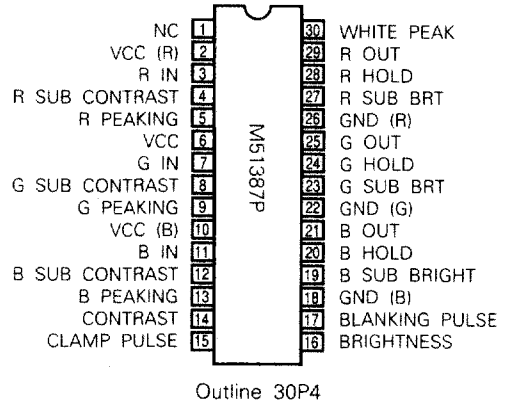 NC 1 30 WHITE PEAK
VCC (R) 2 29 R OUT
R IN 3 28 R HOLD
R SUB CONTRAST 4 27 R SUB BRT
R PEAKING 5 26 GND (R)
VCC 6 25 G OUT
G IN 7 24 G HOLD
G SUB CONTRAST 8 23 G SUB BRT
G PEAKING 9 22 GND (G)
VCC (B) 10 21 B OUT
B IN 11 20 B HOLD
B SUB CONTRAST 12 19 B SUB BRIGHT
B PEAKING 13 18 GND (B)
CONTRAST 14 17 BLANKING PULSE
CLAMP PULSE 15 16 BRIGHTNESS
M51387P
Outline 30P4